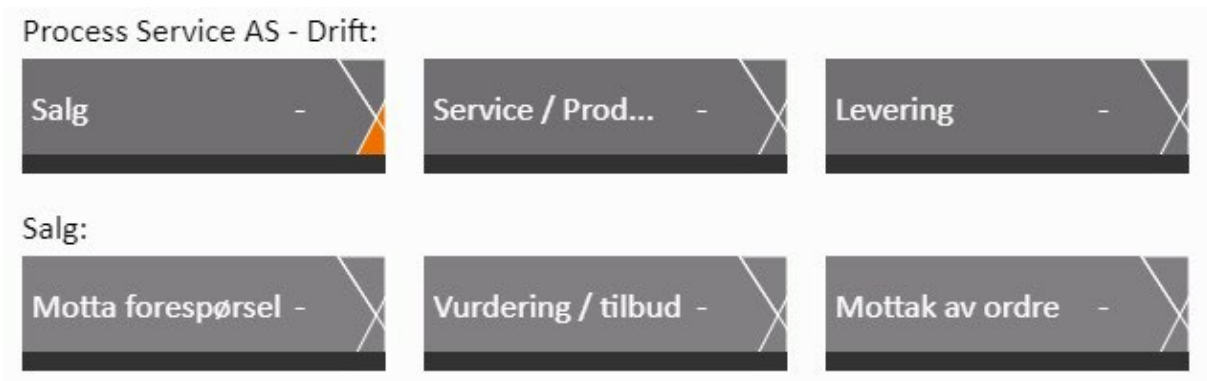 Process Service AS - Drift:
Salg - Service / Prod... - Levering -
Salg:
Motta forespørsel - Vurdering / tilbud - Mottak av ordre -